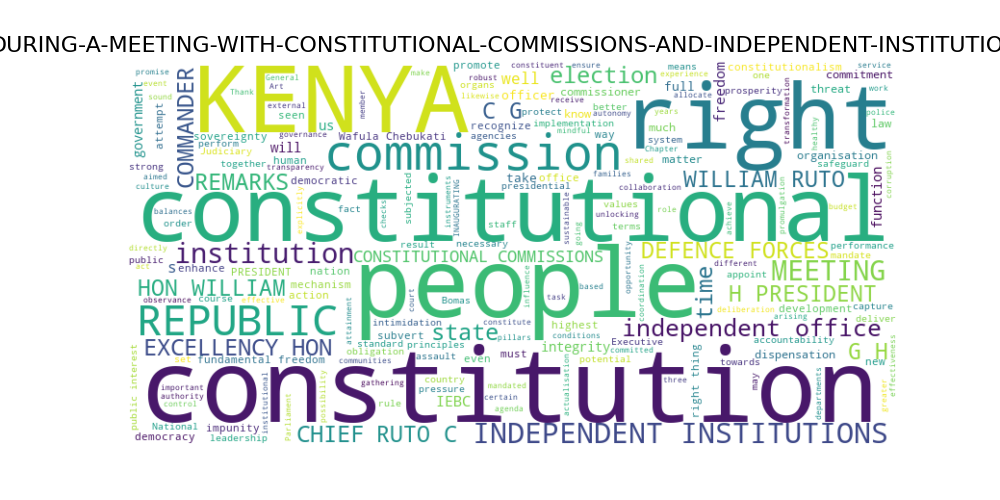 DURING-A-MEETING-WITH-CONSTITUTIONAL-COMMISSIONS-AND-INDEPENDENT-INSTITUTIO
promise
event
sound
General
Art
Thank
external
seen
make
member
promote
organs
robust
likewise
constituent ensure
receive
protect
well
officer
election
commissioner
better
know
implementation
mindful
autonomy
means
experience
full
allocate
years
freedom
constitutionalism
one
prosperity
threat
transformation
service
commitment
work
police
law
healthy
government
attempt
COMMANDER
KENYA
right
C G
recognize
agencies
way
much
system
Chapter
matter
shared
organisation
safeguard
corruption
sovereignty
perform
Judiciary
us
governance
will
Wafula Chebukati
together
human
transparency
strong
aimed
culture
REMARKS
democratic
commission
take
office
presidential
families
collaboration
WILLIAM RUTO
function
values
unlocking
terms
role
achieve
promulgation
budget
constitutional
balances
order
explicitly
fact
checks
subjected
instruments
INAUGURATING
staff
sustainable
going
directly
public
act
S
enhance
institution
result
necessary
CONSTITUTIONAL COMMISSIONS
DEFENCE FORCES
performance
mandate
different
appoint
MEETING
PRESIDENT
nation
mechanism
action
HON WILLIAM
observance
course
effective
people
influence
Bomas
court
attainment
task
based
opportunity
coordination
time
H PRESIDENT
deliberation
development
arising
capture
deliver
REPUBLIC
intimidation
subvert
state
constitute
pillars
highest
conditions
independent office
EXCELLENCY HON
standard
principles
obligation
assault
even
must
integrity
Executive
committed
accountability
dispensation
G H
new
effectiveness
public interest
set
fundamental freedom
communities
potential
actualisation
right thing
towards
may
departments
greater
constitution
important
authority
control
institutional
possibility
gathering
country
pressure
mandated
certain
agenda
three
rule
IEBC
National
democracy
impunity
leadership
Parliament
CHIEF RUTO C
INDEPENDENT INSTITUTIONS